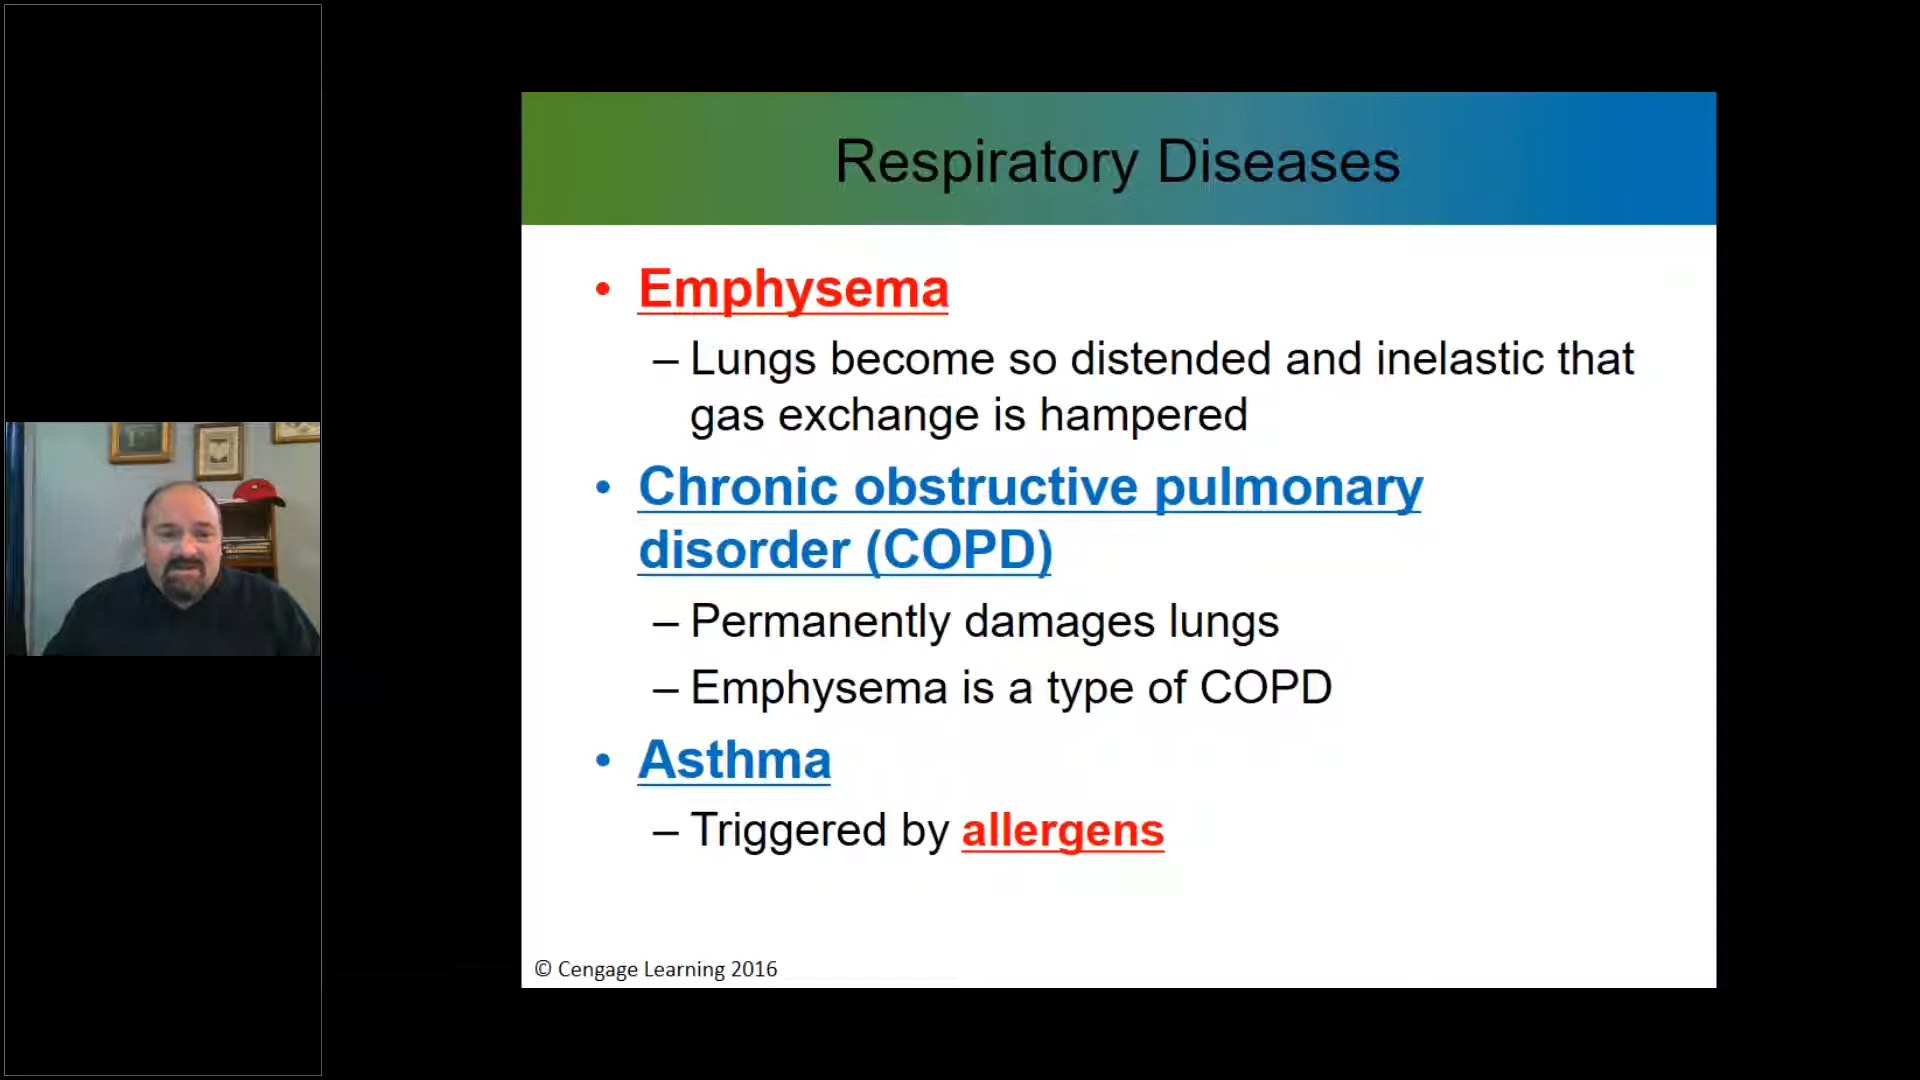 Respiratory Diseases
• Emphysema
– Lungs become so distended and inelastic that
gas exchange is hampered
• Chronic obstructive pulmonary
disorder (COPD)
– Permanently damages lungs
– Emphysema is a type of COPD
• Asthma
– Triggered by allergens
© Cengage Learning 2016